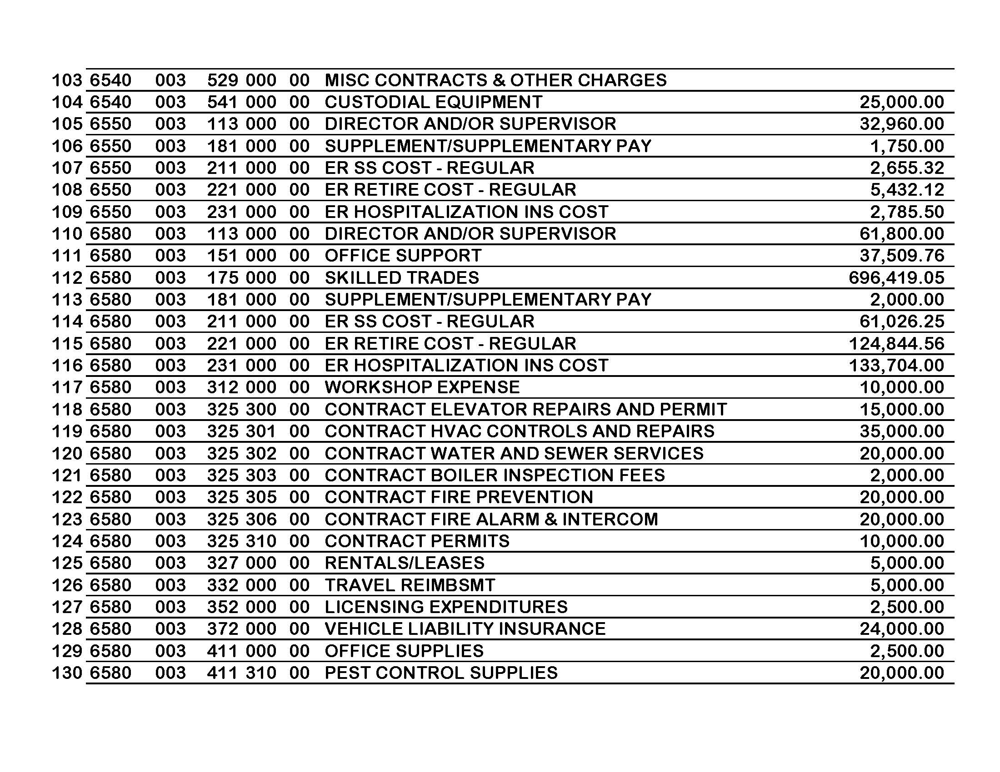 103 6540 003 529 000 00 MISC CONTRACTS & OTHER CHARGES
104 6540 003 541 000 00 CUSTODIAL EQUIPMENT 25,000.00
105 6550 003 113 000 00 DIRECTOR AND/OR SUPERVISOR 32,960.00
106 6550 003 181 000 00 SUPPLEMENT/SUPPLEMENTARY PAY 1,750.00
107 6550 003 211 000 00 ER SS COST - REGULAR 2,655.32
108 6550 003 221 000 00 ER RETIRE COST - REGULAR 5,432.12
109 6550 003 231 000 00 ER HOSPITALIZATION INS COST 2,785.50
110 6580 003 113 000 00 DIRECTOR AND/OR SUPERVISOR 61,800.00
111 6580 003 151 000 00 OFFICE SUPPORT 37,509.76
112 6580 003 175 000 00 SKILLED TRADES 696,419.05
113 6580 003 181 000 00 SUPPLEMENT/SUPPLEMENTARY PAY 2,000.00
114 6580 003 211 000 00 ER SS COST - REGULAR 61,026.25
115 6580 003 221 000 00 ER RETIRE COST - REGULAR 124,844.56
116 6580 003 231 000 00 ER HOSPITALIZATION INS COST 133,704.00
117 6580 003 312 000 00 WORKSHOP EXPENSE 10,000.00
118 6580 003 325 300 00 CONTRACT ELEVATOR REPAIRS AND PERMIT 15,000.00
119 6580 003 325 301 00 CONTRACT HVAC CONTROLS AND REPAIRS 35,000.00
120 6580 003 325 302 00 CONTRACT WATER AND SEWER SERVICES 20,000.00
121 6580 003 325 303 00 CONTRACT BOILER INSPECTION FEES 2,000.00
122 6580 003 325 305 00 CONTRACT FIRE PREVENTION 20,000.00
123 6580 003 325 306 00 CONTRACT FIRE ALARM & INTERCOM 20,000.00
124 6580 003 325 310 00 CONTRACT PERMITS 10,000.00
125 6580 003 327 000 00 RENTALS/LEASES 5,000.00
126 6580 003 332 000 00 TRAVEL REIMBSMT 5,000.00
127 6580 003 352 000 00 LICENSING EXPENDITURES 2,500.00
128 6580 003 372 000 00 VEHICLE LIABILITY INSURANCE 24,000.00
129 6580 003 411 000 00 OFFICE SUPPLIES 2,500.00
130 6580 003 411 310 00 PEST CONTROL SUPPLIES 20,000.00